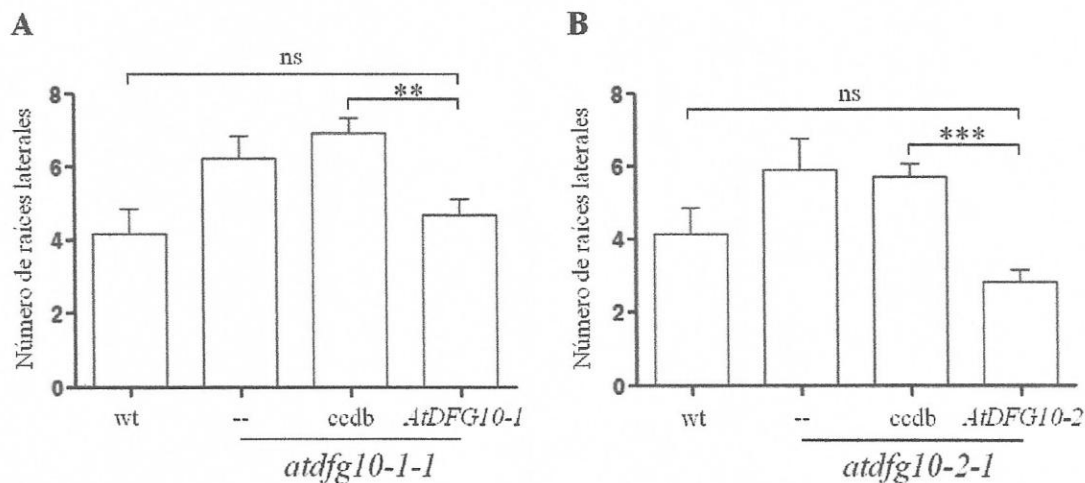 A
ns
**
Número de raíces laterales
8
6
4
2
0
wt
--
ccdb
AtDFG10-1
atdfg10-1-1
B
ns
***
Número de raíces laterales
8
6
4
2
0
wt
--
ccdb
AtDFG10-2
atdfg10-2-1